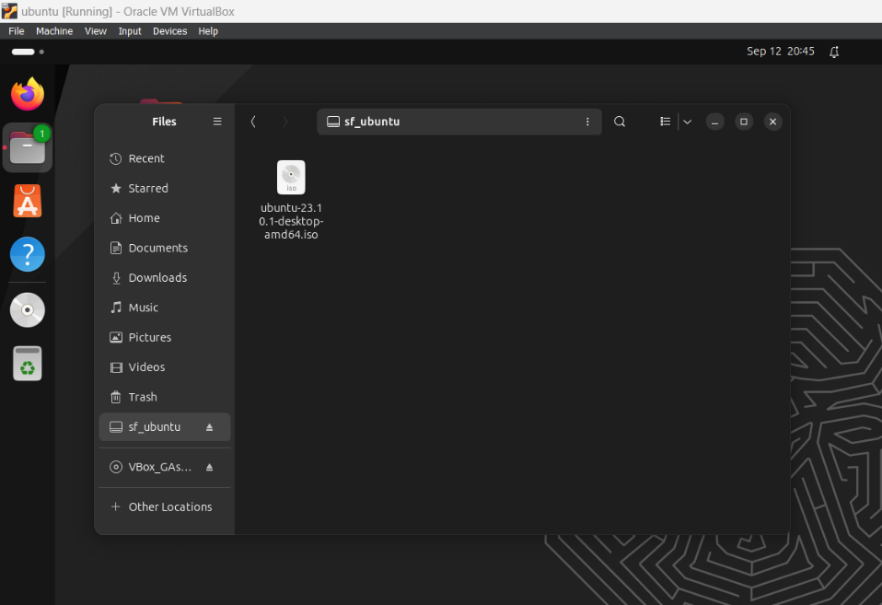 ubuntu [Running] - Oracle VM VirtualBox
File Machine View Input Devices Help
Sep 12 20:45
1
Files
sf_ubuntu
Recent
Starred
Home
Documents
Downloads
Music
Pictures
Videos
Trash
sf_ubuntu
VBox_GAs...
Other Locations
iso
ubuntu-23.1
0.1-desktop-
amd64.iso